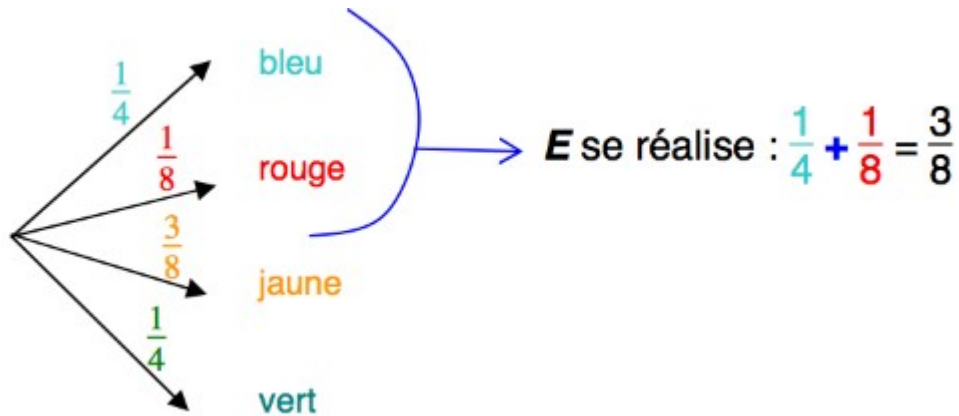 1/4 bleu
1/8 rouge
E se réalise : 1/4 + 1/8 = 3/8
3/8 jaune
1/4 vert